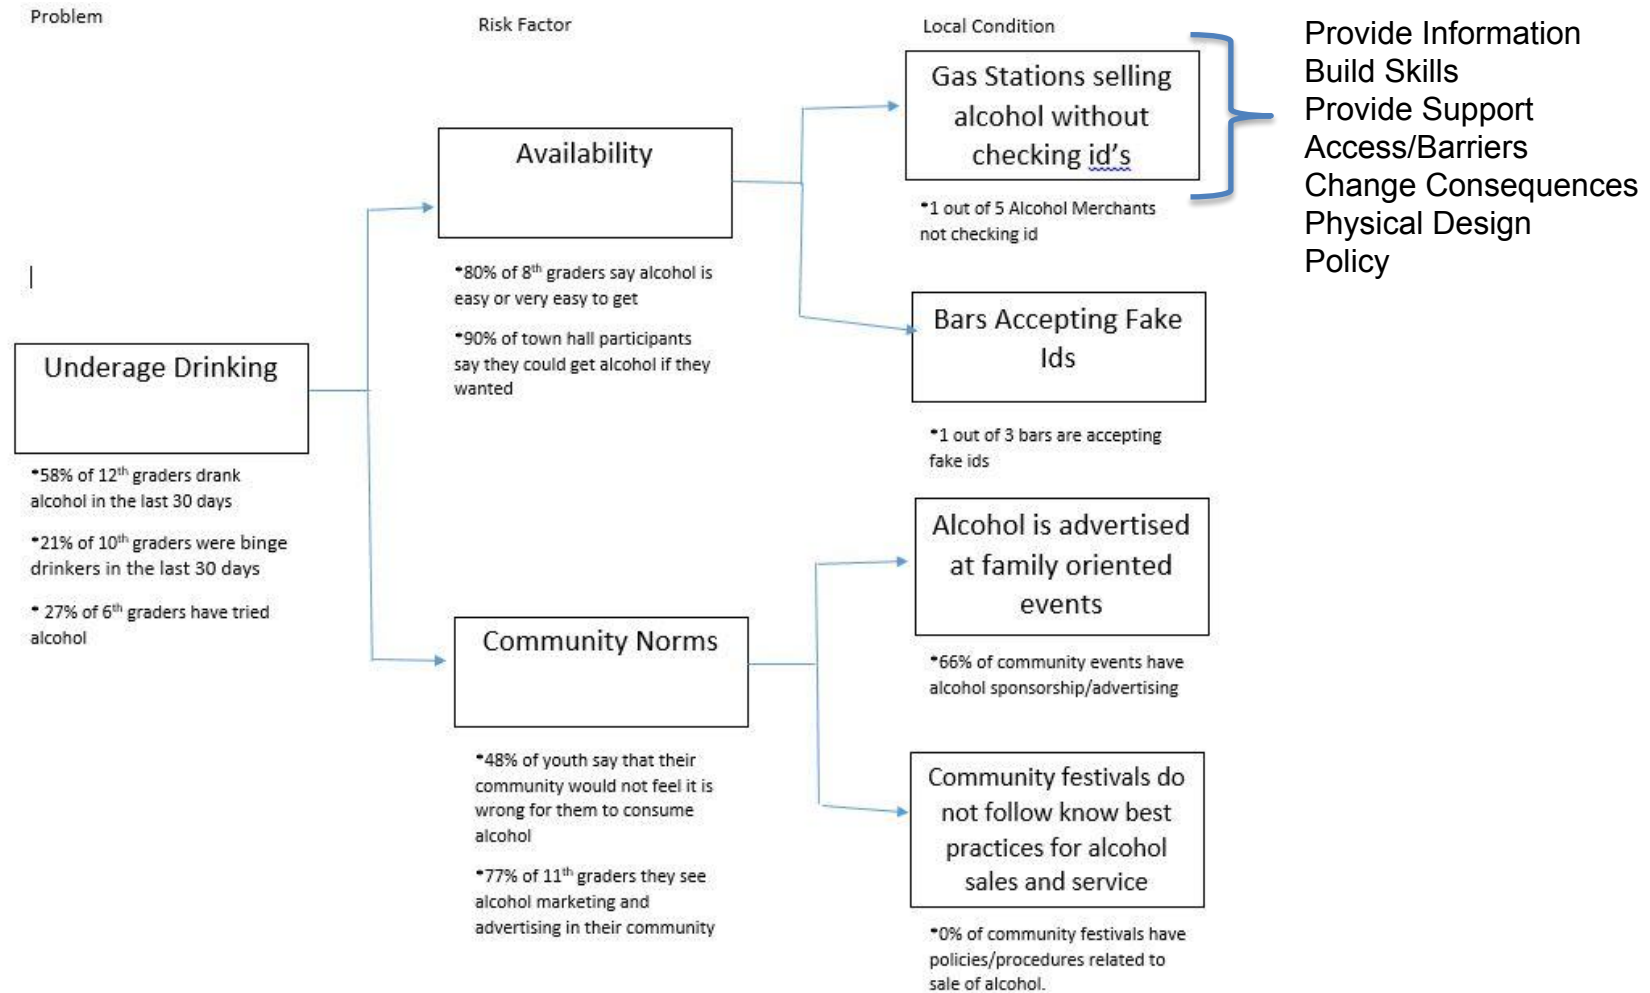 Problem
Risk Factor
Local Condition
Underage Drinking
*58% of 12th graders drank
alcohol in the last 30 days
*21% of 10th graders were binge
drinkers in the last 30 days
* 27% of 6th graders have tried
alcohol
Availability
*80% of 8th graders say alcohol is
easy or very easy to get
*90% of town hall participants
say they could get alcohol if they
wanted
Community Norms
*48% of youth say that their
community would not feel it is
wrong for them to consume
alcohol
*77% of 11th graders they see
alcohol marketing and
advertising in their community
Gas Stations selling
alcohol without
checking id's
*1 out of 5 Alcohol Merchants
not checking id
Bars Accepting Fake
Ids
*1 out of 3 bars are accepting
fake ids
Alcohol is advertised
at family oriented
events
*66% of community events have
alcohol sponsorship/advertising
Community festivals do
not follow know best
practices for alcohol
sales and service
*0% of community festivals have
policies/procedures related to
sale of alcohol.
Provide Information
Build Skills
Provide Support
Access/Barriers
Change Consequences
Physical Design
Policy